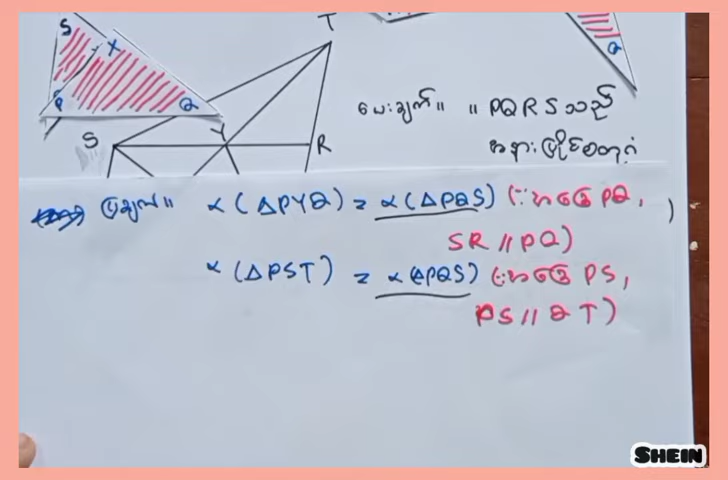 T
S
X
P
Q
Q
Y
S
R
ပေးချက်။ ။ PQRS သည်
အနားပြိုင်စတုဂံ
ပြချက်။ α(ΔPYQ) = α(ΔPQS) (∵အခြေ PQ,
SR // PQ)
α(ΔPST) = α(ΔPQS) (∵အခြေ PS,
PS // QT)
SHEIN